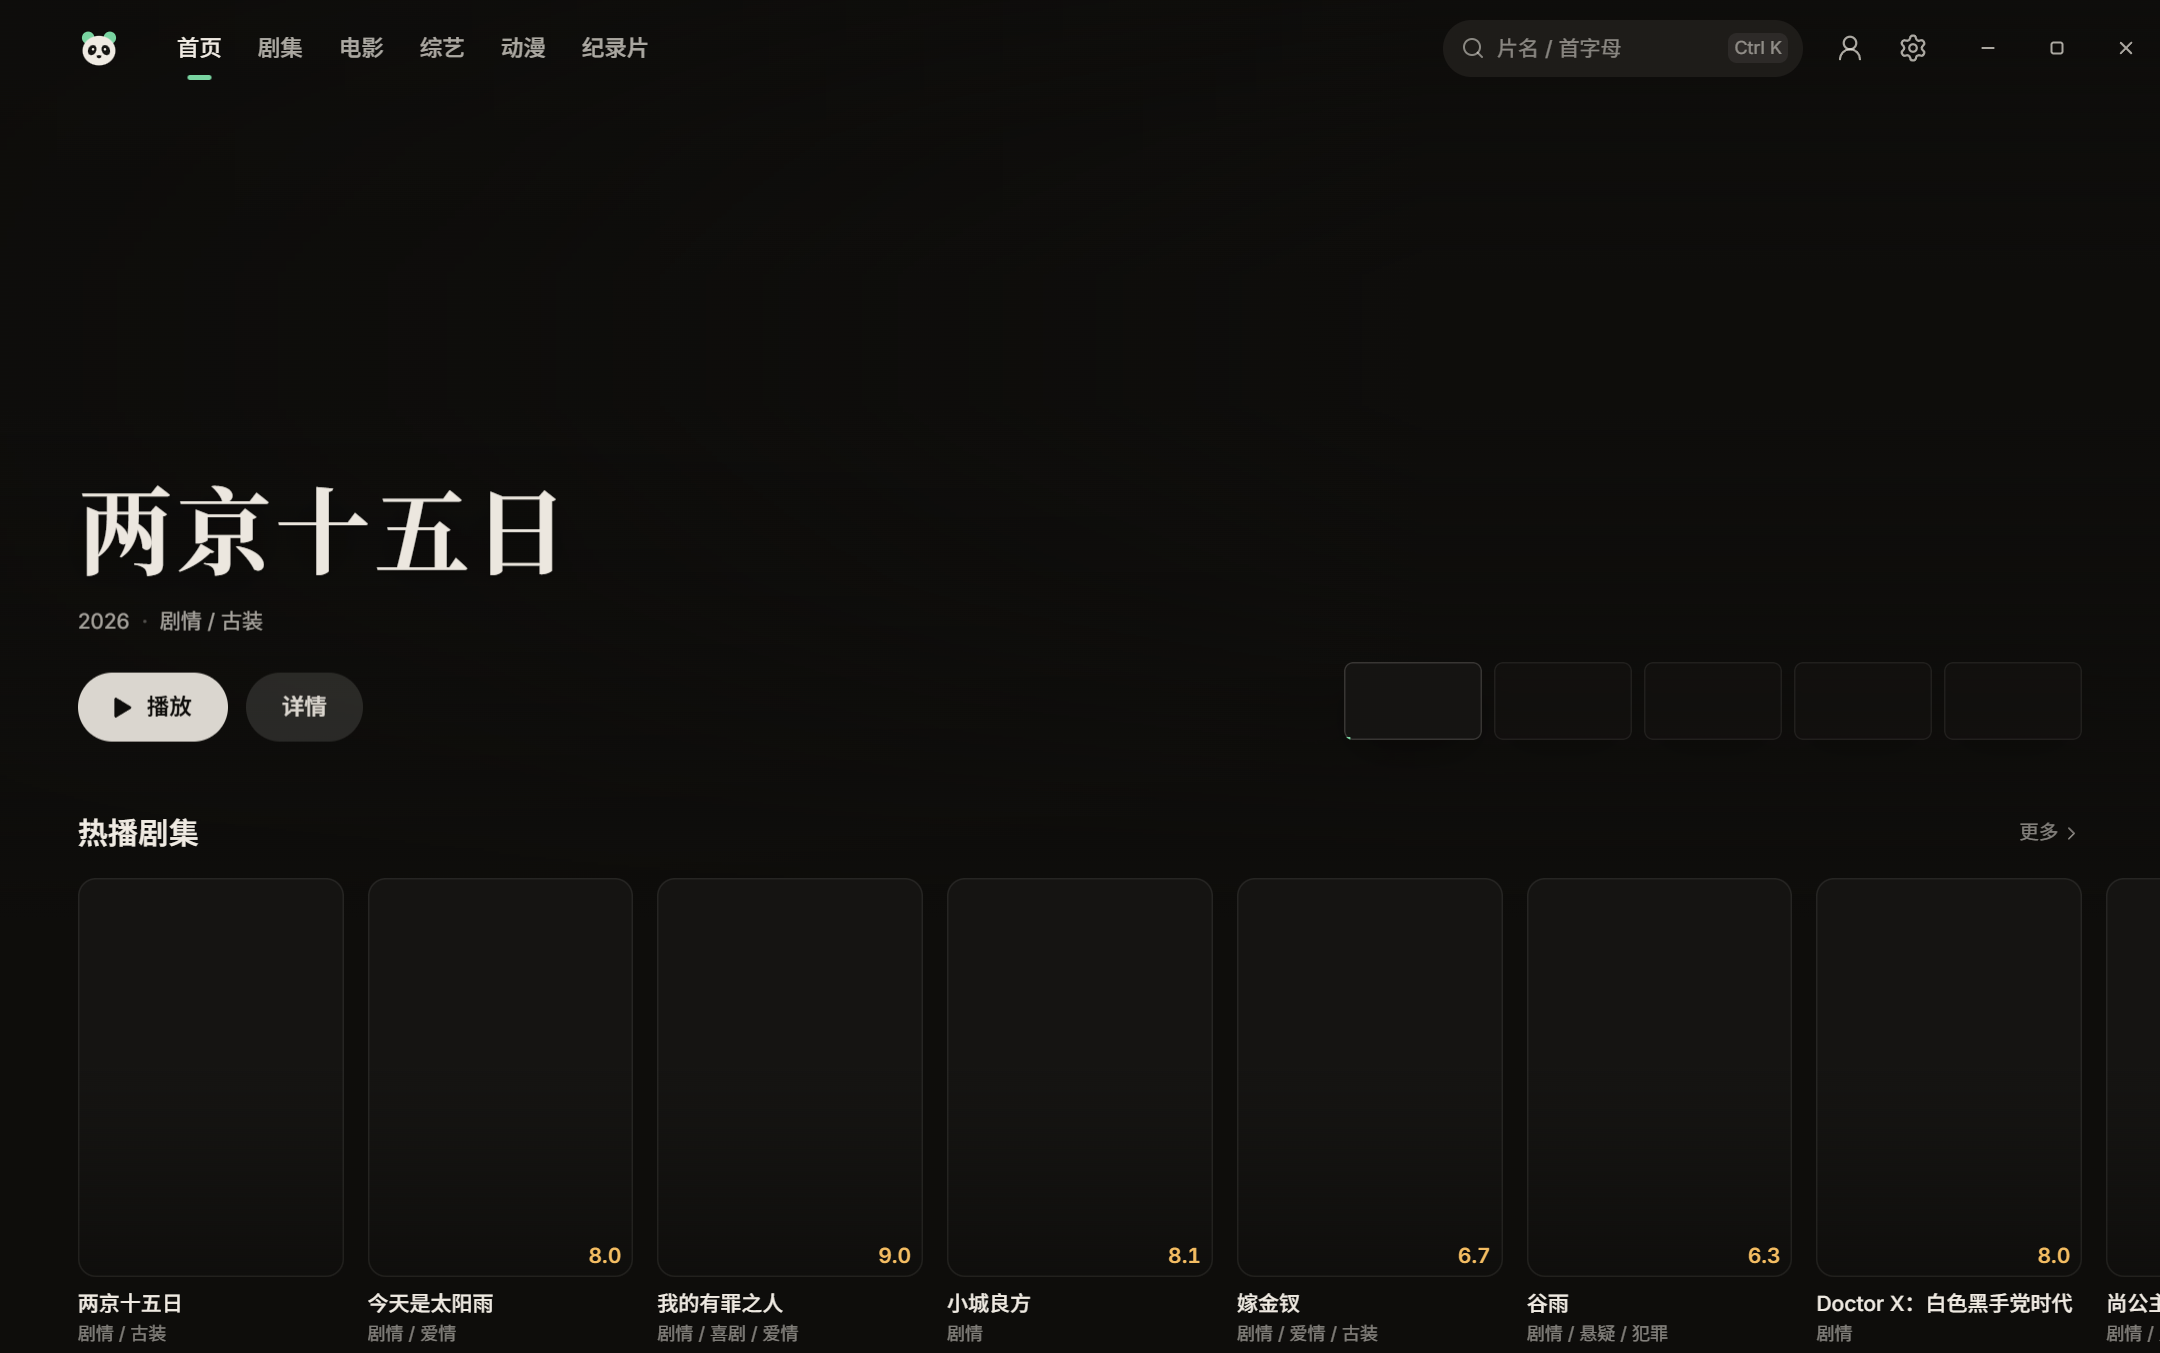 首页 剧集 电影 综艺 动漫 纪录片 片名 / 首字母 Ctrl K
两京十五日
2026 · 剧情 / 古装
播放 详情
热播剧集 更多
8.0 9.0 8.1 6.7 6.3 8.0
两京十五日 今天是太阳雨 我的有罪之人 小城良方 嫁金钗 谷雨 Doctor X：白色黑手党时代 尚公主
剧情 / 古装 剧情 / 爱情 剧情 / 喜剧 / 爱情 剧情 剧情 / 爱情 / 古装 剧情 / 悬疑 / 犯罪 剧情 剧情 /